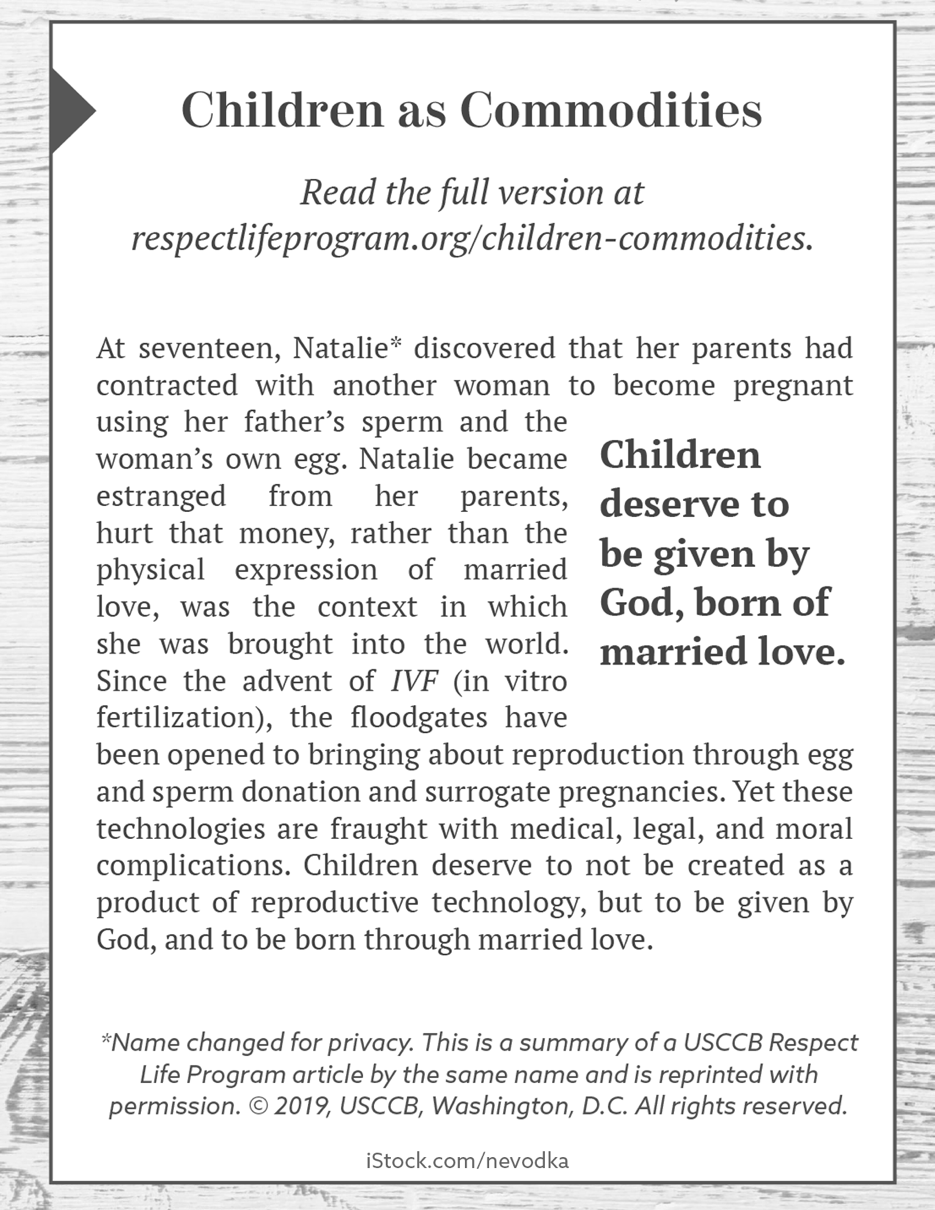 Children as Commodities
Read the full version at
respectlifeprogram.org/children-commodities.
At seventeen, Natalie* discovered that her parents had
contracted with another woman to become pregnant
using her father’s sperm and the
woman’s own egg. Natalie became
estranged from her parents,
hurt that money, rather than the
physical expression of married
love, was the context in which
she was brought into the world.
Since the advent of IVF (in vitro
fertilization), the floodgates have
been opened to bringing about reproduction through egg
and sperm donation and surrogate pregnancies. Yet these
technologies are fraught with medical, legal, and moral
complications. Children deserve to not be created as a
product of reproductive technology, but to be given by
God, and to be born through married love.
Children
deserve to
be given by
God, born of
married love.
*Name changed for privacy. This is a summary of a USCCB Respect
Life Program article by the same name and is reprinted with
permission. © 2019, USCCB, Washington, D.C. All rights reserved.
iStock.com/nevodka